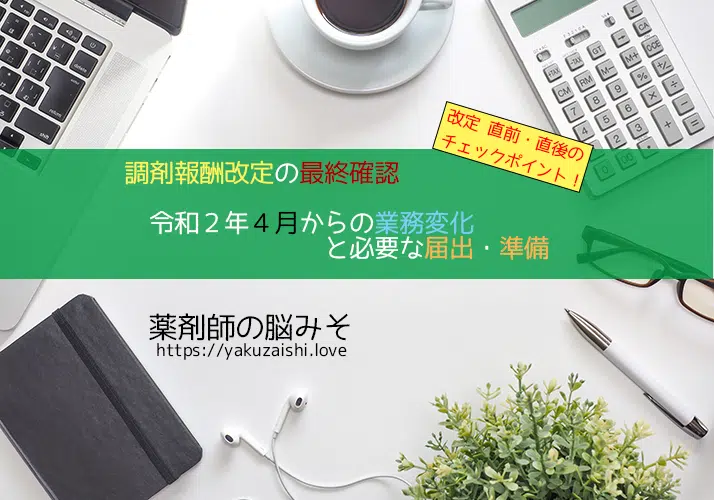 改定 直前・直後の
チェックポイント！
調剤報酬改定の最終確認
令和２年４月からの業務変化
と必要な届出・準備
薬剤師の脳みそ
https://yakuzaishi.love